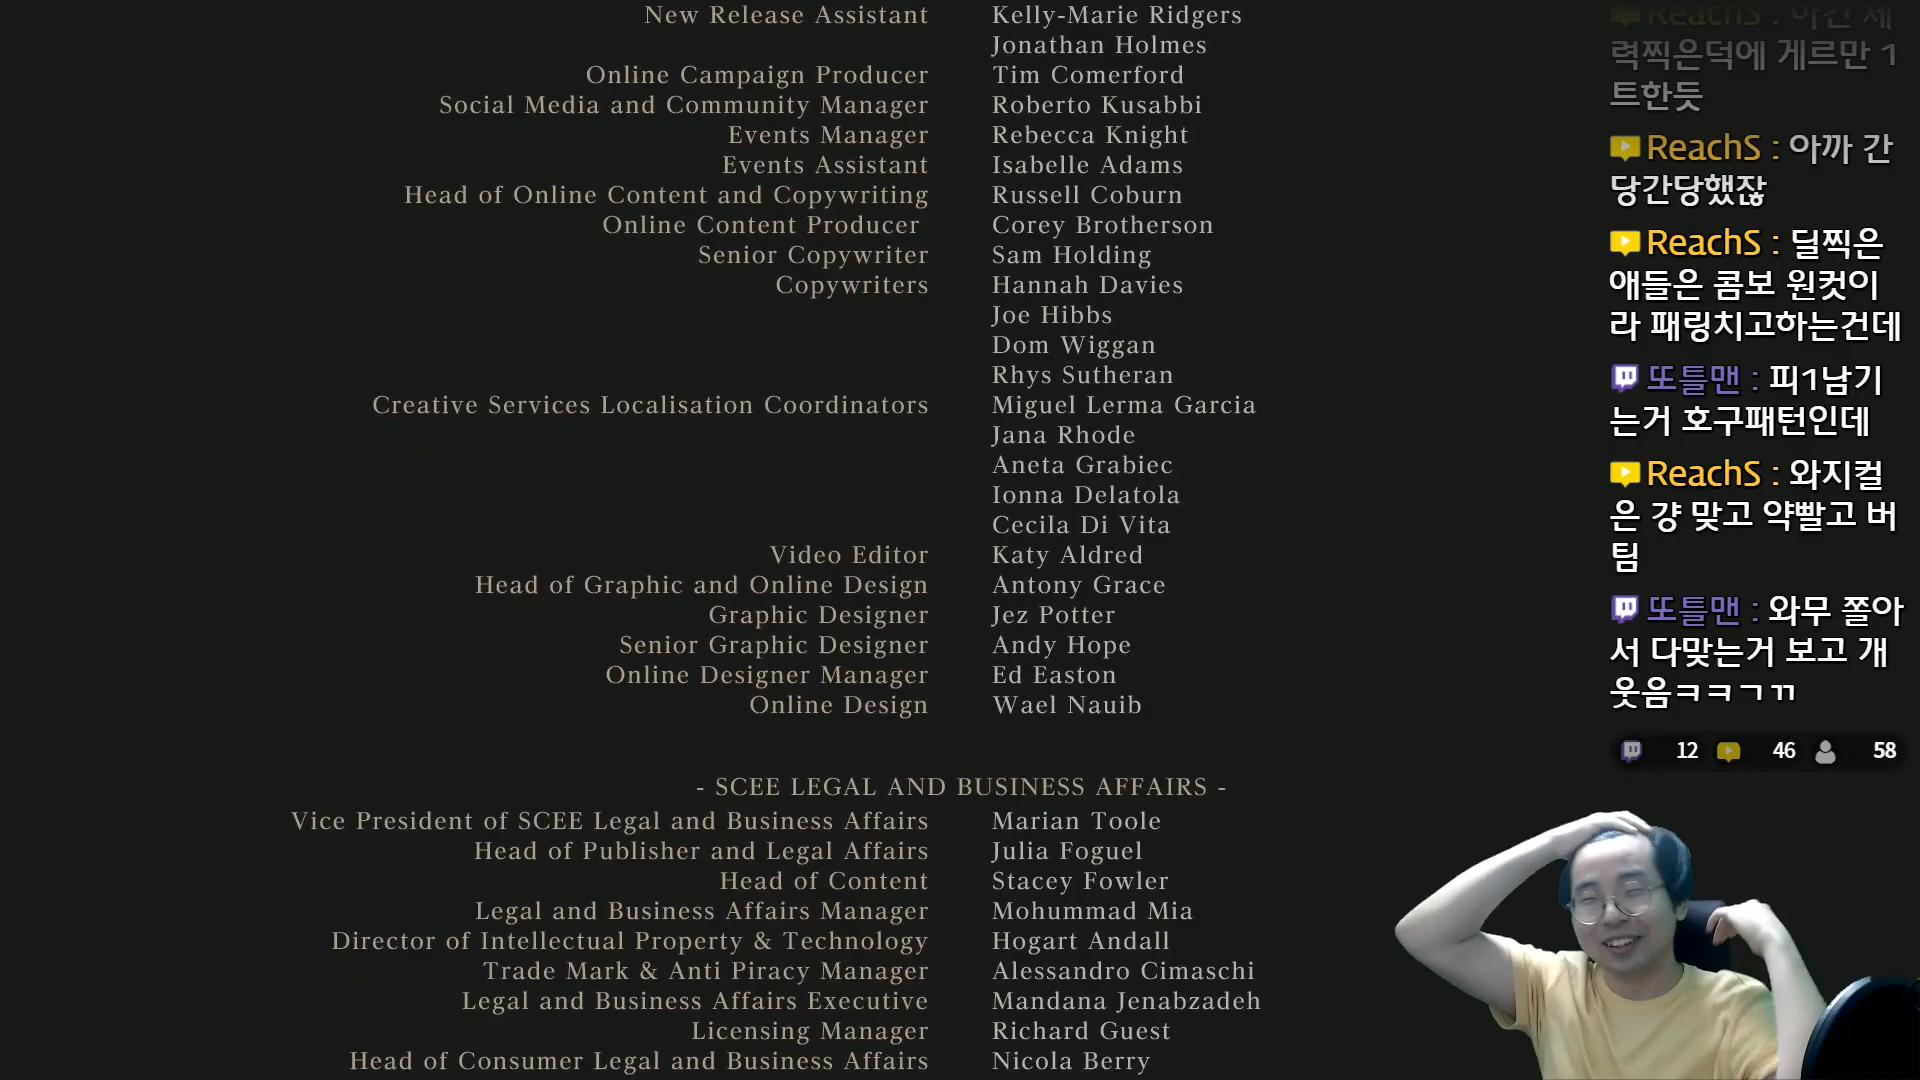 New Release Assistant Kelly-Marie Ridgers
Jonathan Holmes
Online Campaign Producer Tim Comerford
Social Media and Community Manager Roberto Kusabbi
Events Manager Rebecca Knight
Events Assistant Isabelle Adams
Head of Online Content and Copywriting Russell Coburn
Online Content Producer Corey Brotherson
Senior Copywriter Sam Holding
Copywriters Hannah Davies
Joe Hibbs
Dom Wiggan
Rhys Sutheran
Creative Services Localisation Coordinators Miguel Lerma Garcia
Jana Rhode
Aneta Grabiec
Ionna Delatola
Cecila Di Vita
Video Editor Katy Aldred
Head of Graphic and Online Design Antony Grace
Graphic Designer Jez Potter
Senior Graphic Designer Andy Hope
Online Designer Manager Ed Easton
Online Design Wael Nauib
- SCEE LEGAL AND BUSINESS AFFAIRS -
Vice President of SCEE Legal and Business Affairs Marian Toole
Head of Publisher and Legal Affairs Julia Foguel
Head of Content Stacey Fowler
Legal and Business Affairs Manager Mohummad Mia
Director of Intellectual Property & Technology Hogart Andall
Trade Mark & Anti Piracy Manager Alessandro Cimaschi
Legal and Business Affairs Executive Mandana Jenabzadeh
Licensing Manager Richard Guest
Head of Consumer Legal and Business Affairs Nicola Berry
ReachS : 하긴 체
력찍은덕에 게르만 1
트한듯
ReachS : 아까 간
당간당했잖
ReachS : 딜찍은
애들은 콤보 원컷이
라 패링치고하는건데
또틀맨 : 피1남기
는거 호구패턴인데
ReachS : 와지컬
은 걍 맞고 약빨고 버
팀
또틀맨 : 와무 쫄아
서 다맞는거 보고 개
웃음ㅋㅋㄱㄲ
12 46 58